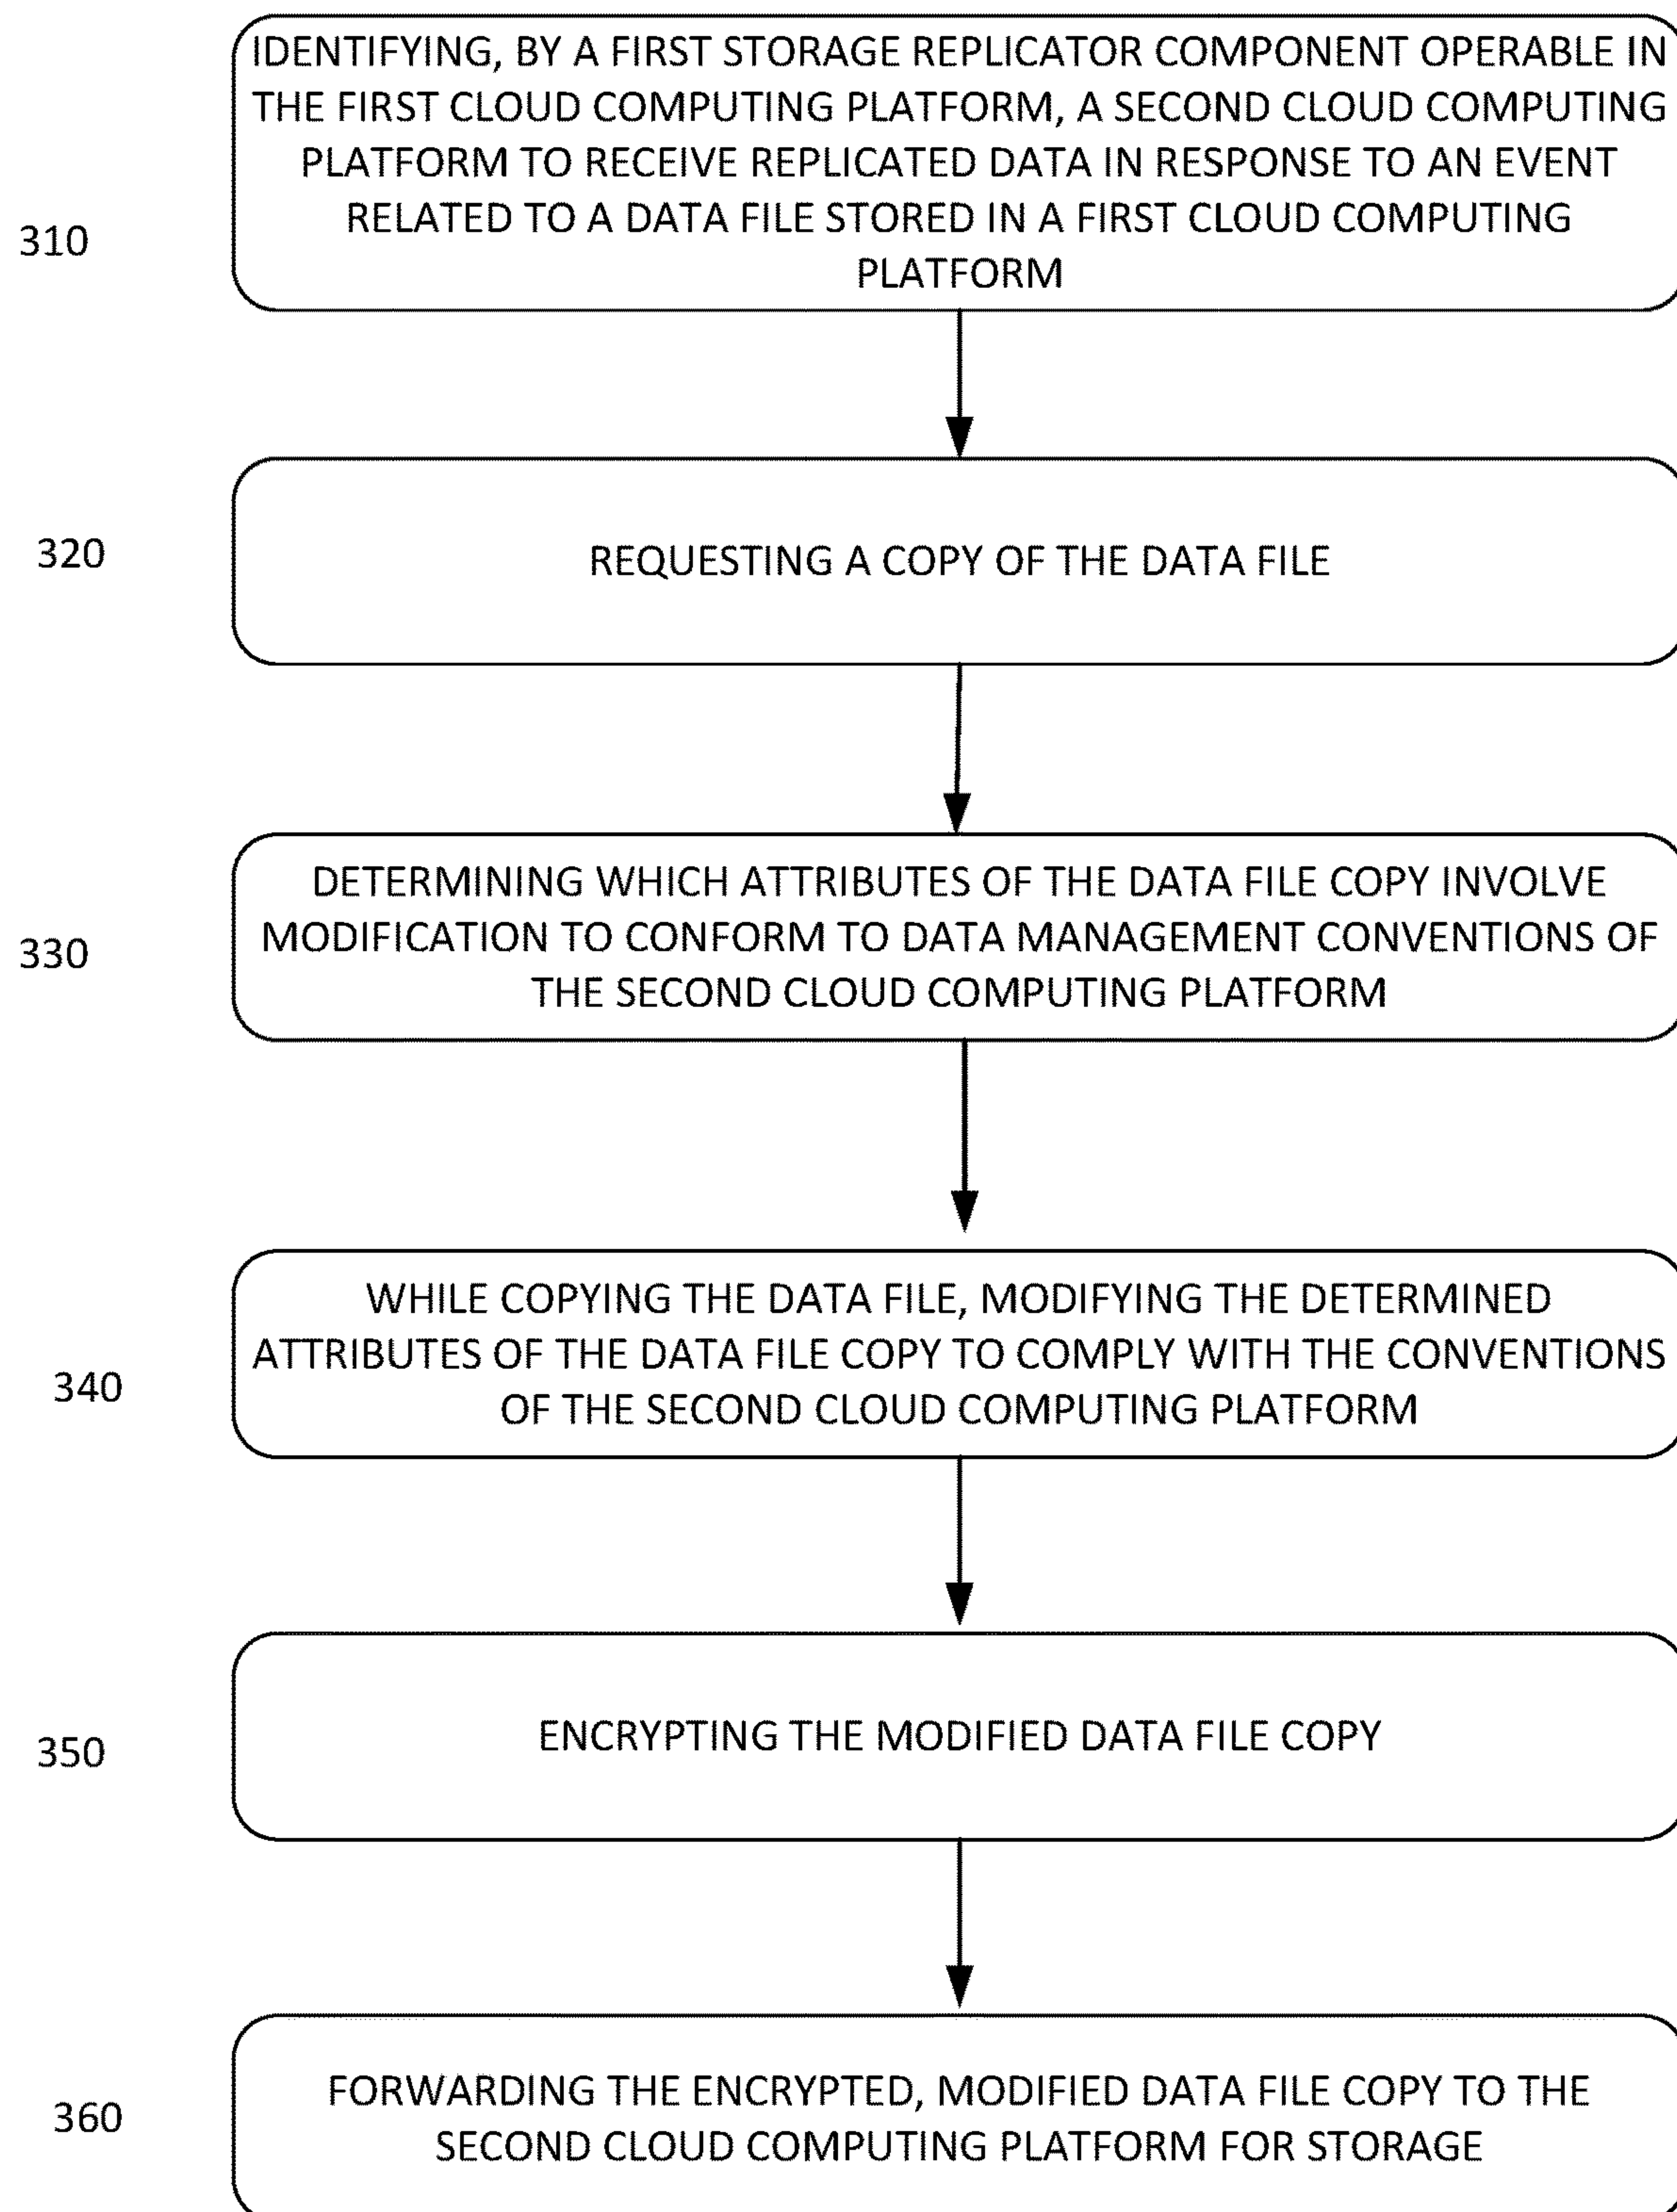 IDENTIFYING, BY A FIRST STORAGE REPLICATOR COMPONENT OPERABLE IN
THE FIRST CLOUD COMPUTING PLATFORM, A SECOND CLOUD COMPUTING
PLATFORM TO RECEIVE REPLICATED DATA IN RESPONSE TO AN EVENT
RELATED TO A DATA FILE STORED IN A FIRST CLOUD COMPUTING
PLATFORM
310
REQUESTING A COPY OF THE DATA FILE
320
DETERMINING WHICH ATTRIBUTES OF THE DATA FILE COPY INVOLVE
MODIFICATION TO CONFORM TO DATA MANAGEMENT CONVENTIONS OF
THE SECOND CLOUD COMPUTING PLATFORM
330
WHILE COPYING THE DATA FILE, MODIFYING THE DETERMINED
ATTRIBUTES OF THE DATA FILE COPY TO COMPLY WITH THE CONVENTIONS
OF THE SECOND CLOUD COMPUTING PLATFORM
340
ENCRYPTING THE MODIFIED DATA FILE COPY
350
FORWARDING THE ENCRYPTED, MODIFIED DATA FILE COPY TO THE
SECOND CLOUD COMPUTING PLATFORM FOR STORAGE
360